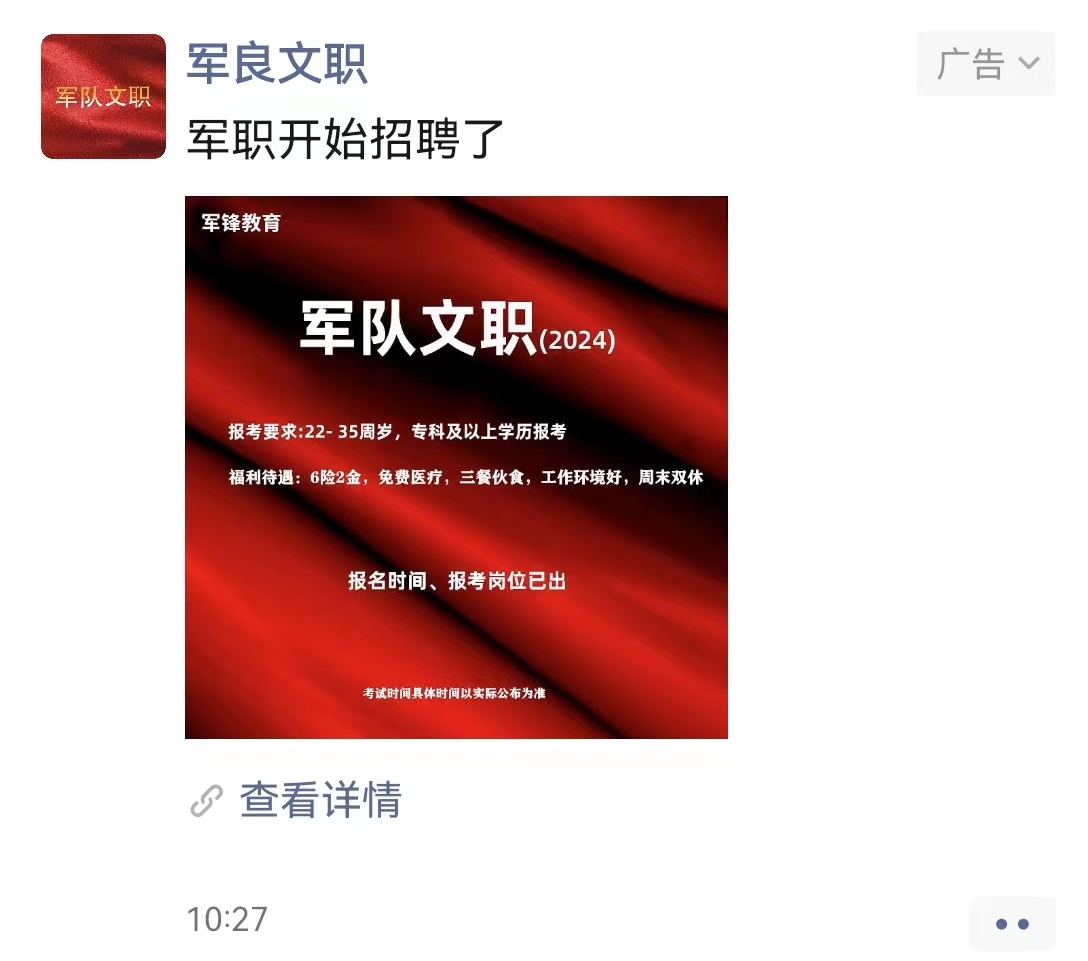 军队文职
军良文职
广告
军职开始招聘了
军锋教育
军队文职(2024)
报考要求:22- 35周岁，专科及以上学历报考
福利待遇：6险2金，免费医疗，三餐伙食，工作环境好，周末双休
报名时间、报考岗位已出
考试时间具体时间以实际公布为准
查看详情
10:27